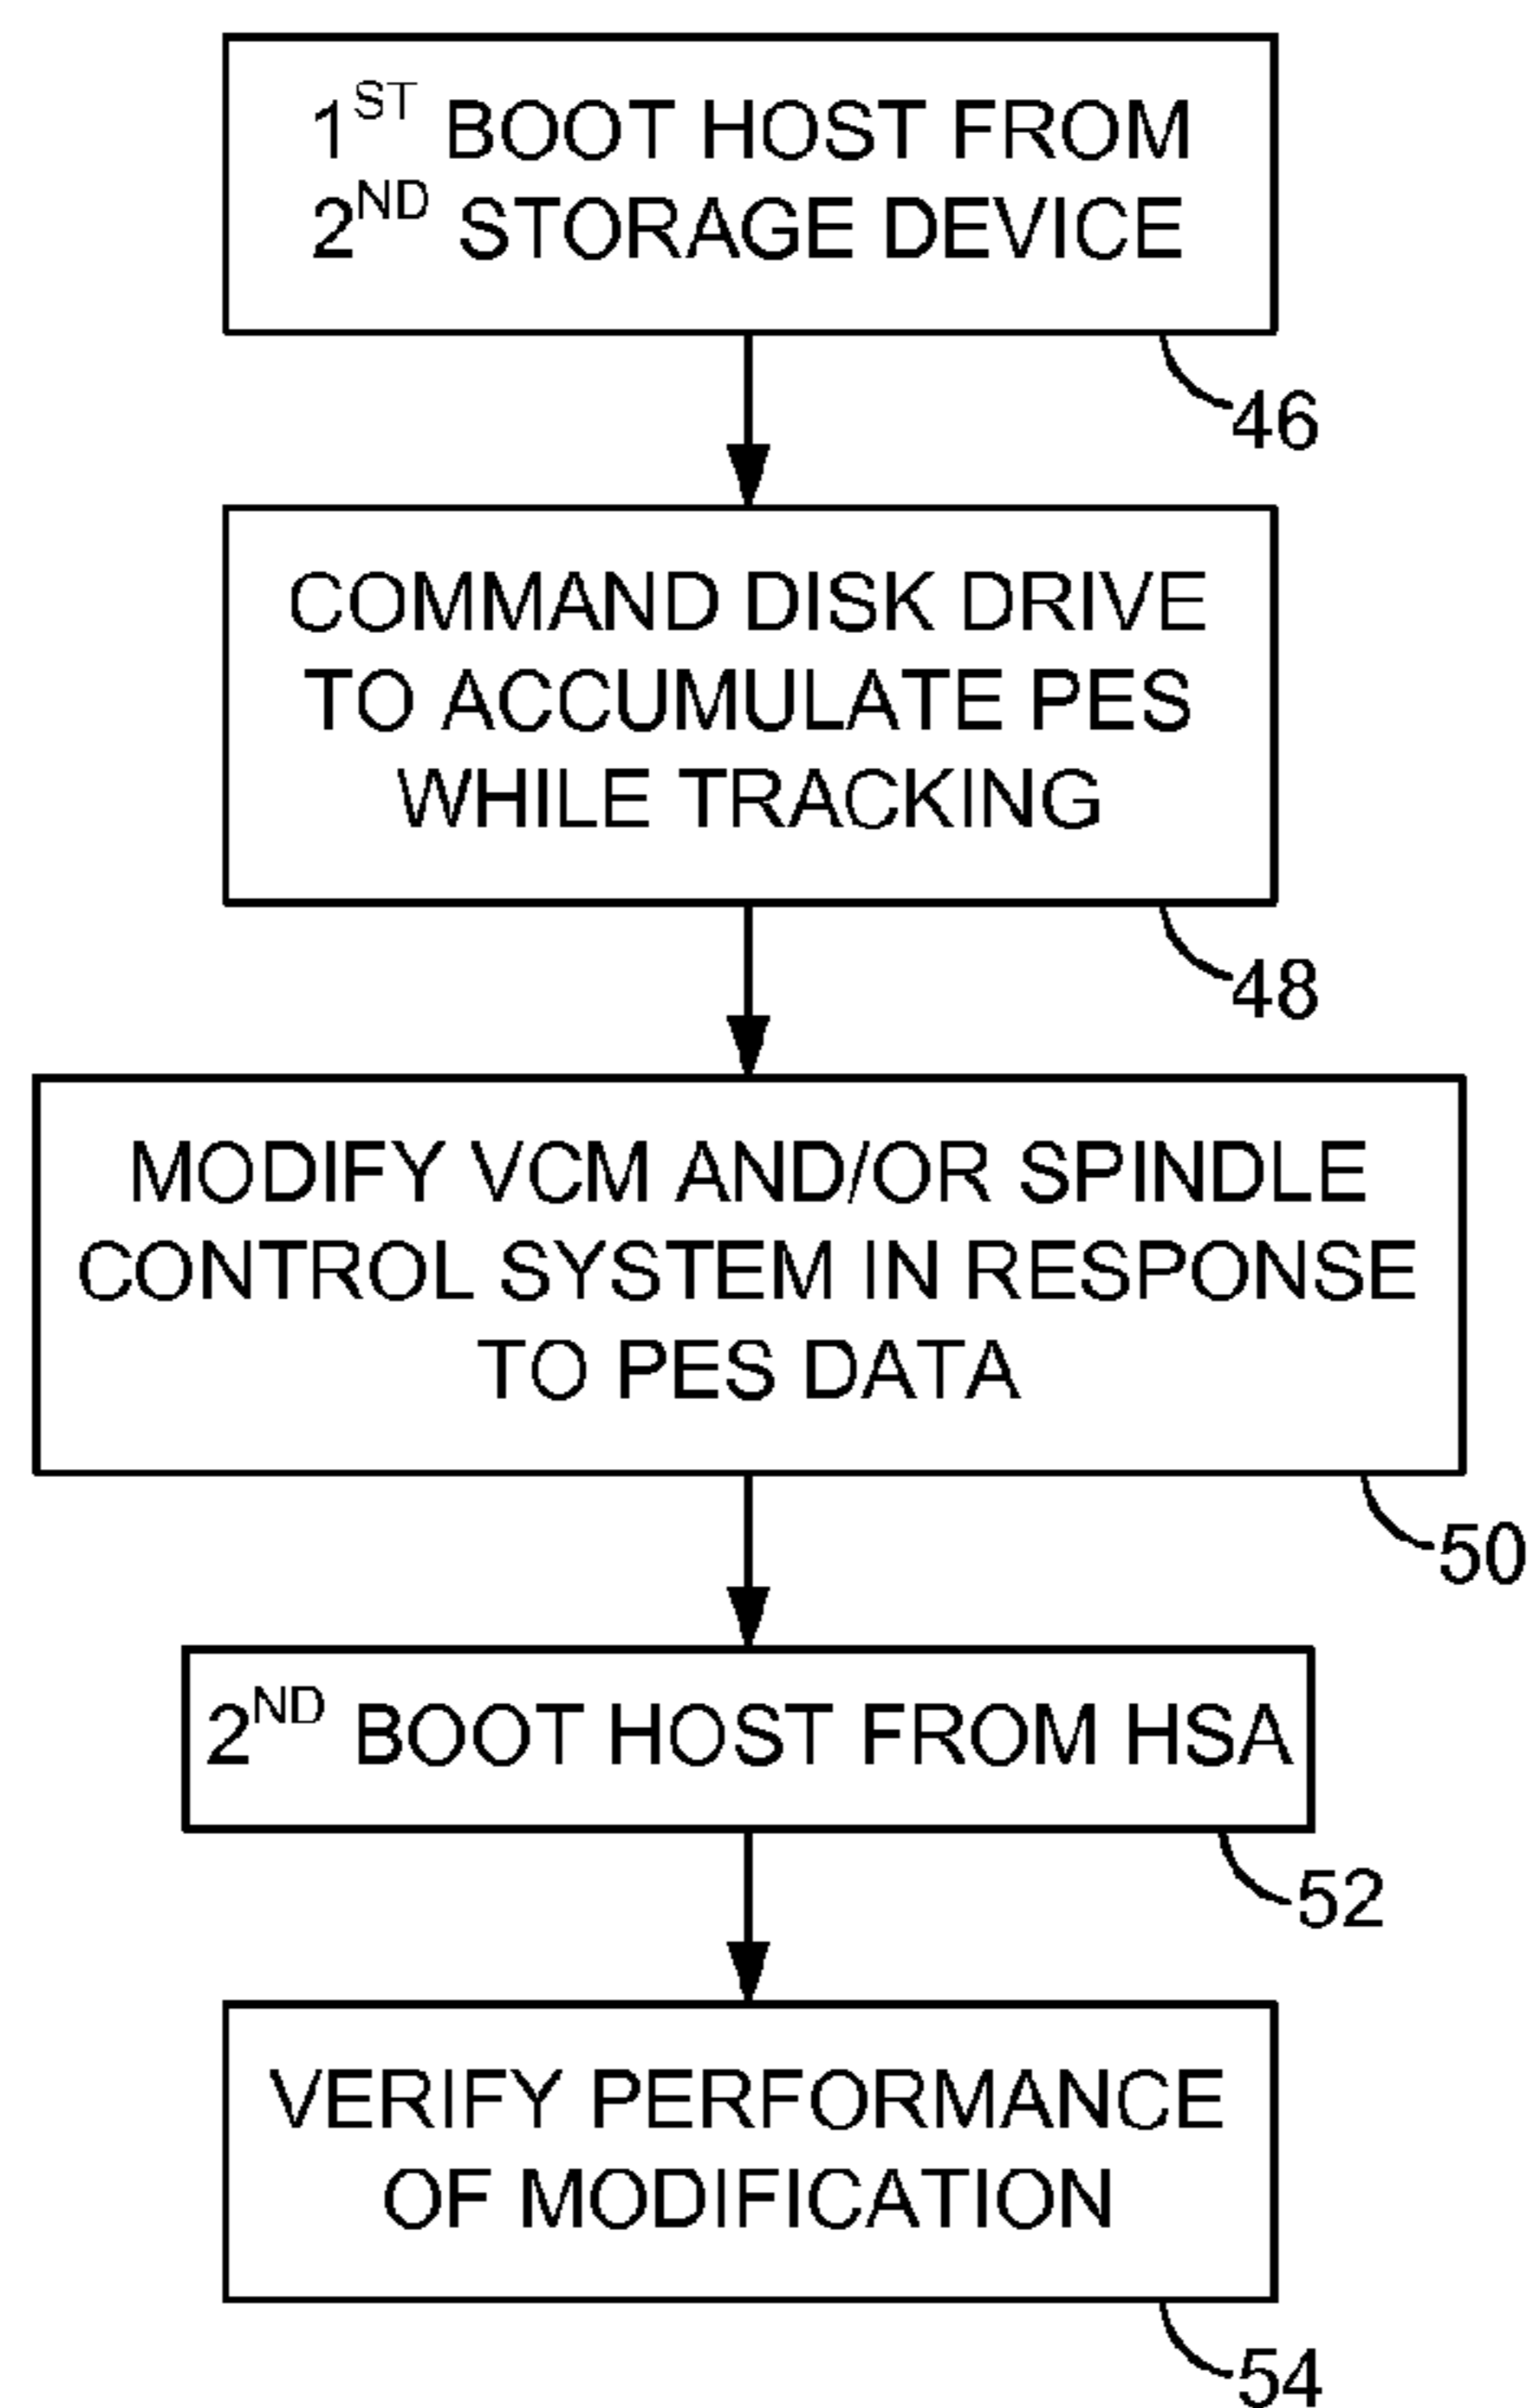 1ST BOOT HOST FROM
2ND STORAGE DEVICE
46
COMMAND DISK DRIVE
TO ACCUMULATE PES
WHILE TRACKING
48
MODIFY VCM AND/OR SPINDLE
CONTROL SYSTEM IN RESPONSE
TO PES DATA
50
2ND BOOT HOST FROM HSA
52
VERIFY PERFORMANCE
OF MODIFICATION
54